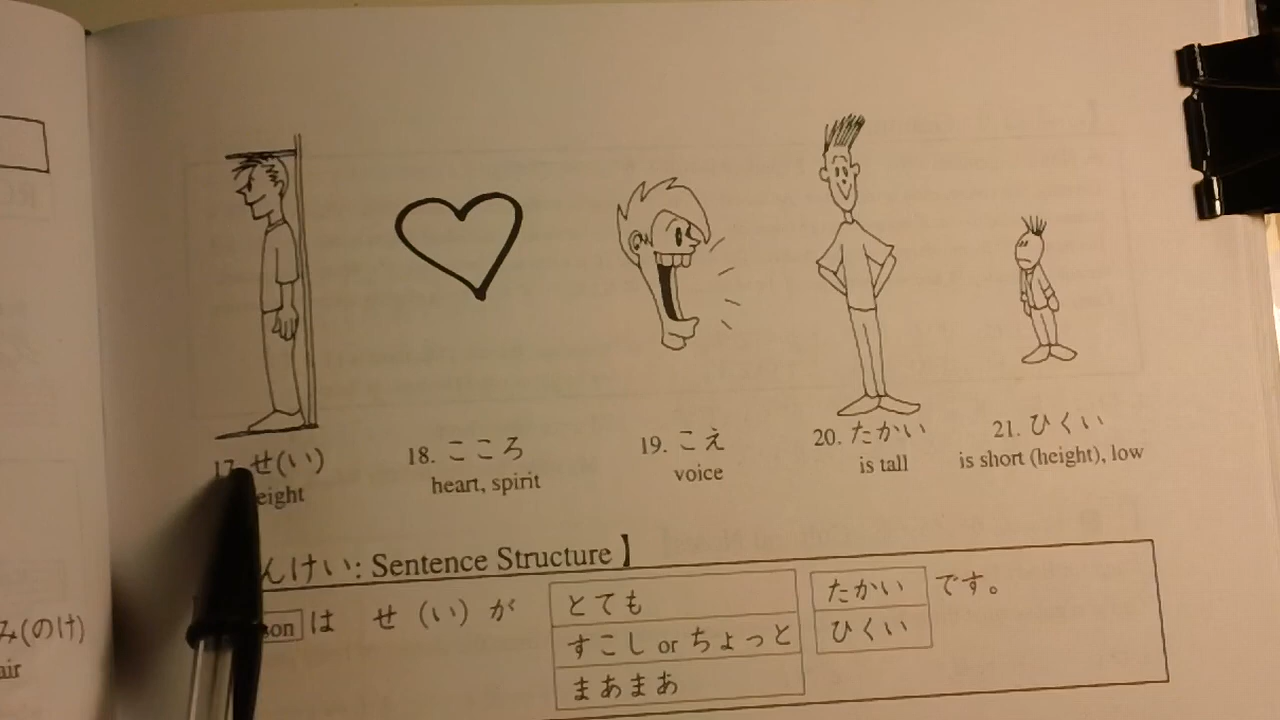 17. せ(い)
eight
18. こころ
heart, spirit
19. こえ
voice
20. たかい
is tall
21. ひくい
is short (height), low
んけい: Sentence Structure】
son は せ (い) が
とても
すこし or ちょっと
まあまあ
たかい
ひくい
です。
み(のけ)
air